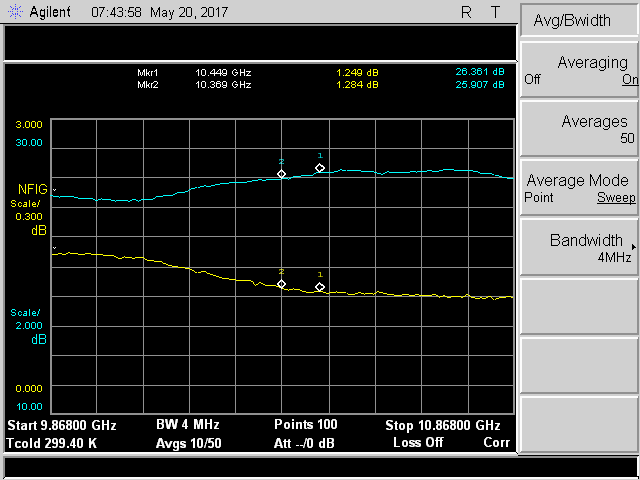 Agilent 07:43:58 May 20, 2017 R T
Avg/Bwidth
Mkr1 10.449 GHz 1.249 dB 26.361 dB
Mkr2 10.369 GHz 1.284 dB 25.907 dB
Averaging
Off On
Averages
50
Average Mode
Point Sweep
Bandwidth
4MHz
3.000
30.00
NFIG
Scale/
0.300
dB
Scale/
2.000
dB
0.000
10.00
2 1
2 1
Start 9.86800 GHz BW 4 MHz Points 100 Stop 10.86800 GHz
Tcold 299.40 K Avgs 10/50 Att --/0 dB Loss Off Corr